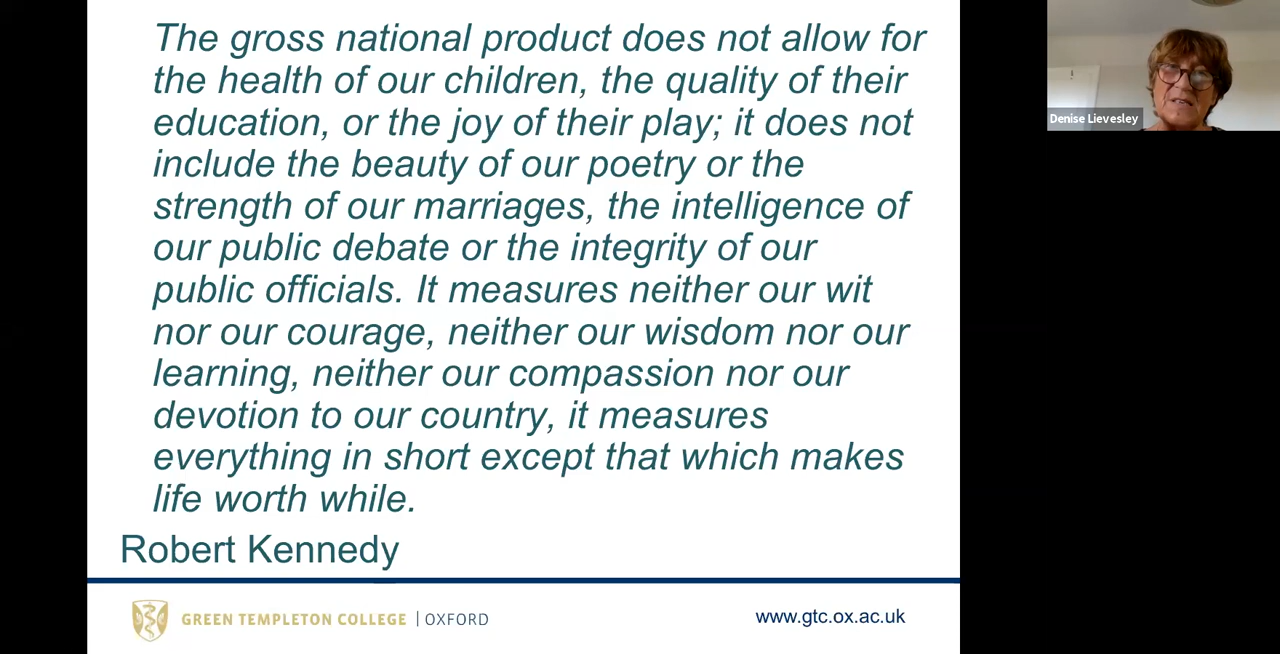 The gross national product does not allow for
the health of our children, the quality of their
education, or the joy of their play; it does not
include the beauty of our poetry or the
strength of our marriages, the intelligence of
our public debate or the integrity of our
public officials. It measures neither our wit
nor our courage, neither our wisdom nor our
learning, neither our compassion nor our
devotion to our country, it measures
everything in short except that which makes
life worth while.
Robert Kennedy
GREEN TEMPLETON COLLEGE | OXFORD
www.gtc.ox.ac.uk
Denise Lievesley